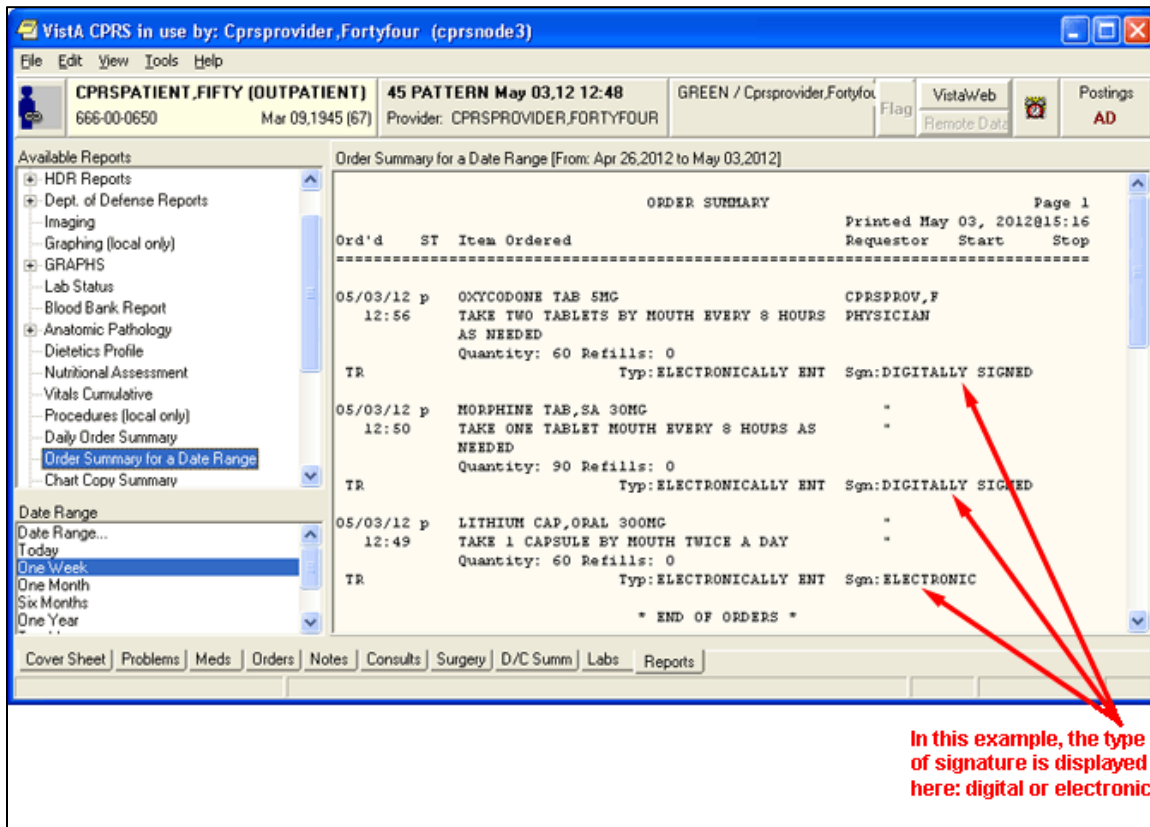 VistA CPRS in use by: Cprsprovider,Fortyfour (cprsnode3)
File Edit View Tools Help
CPRSPATIENT,FIFTY (OUTPATIENT) 45 PATTERN May 03,12 12:48 GREEN / Cprsprovider,Fortyfou Flag VistaWeb Postings
666-00-0650 Mar 09,1945 (67) Provider: CPRSPROVIDER,FORTYFOUR Remote Data AD
Available Reports
HDR Reports
Dept. of Defense Reports
Imaging
Graphing (local only)
GRAPHS
Lab Status
Blood Bank Report
Anatomic Pathology
Dietetics Profile
Nutritional Assessment
Vitals Cumulative
Procedures (local only)
Daily Order Summary
Order Summary for a Date Range
Chart Copy Summary
Date Range
Date Range...
Today
One Week
One Month
Six Months
One Year
Order Summary for a Date Range [From: Apr 26,2012 to May 03,2012]
ORDER SUMMARY Page 1
Printed May 03, 2012@15:16
Ord'd ST Item Ordered Requestor Start Stop
==========================================================================================
05/03/12 p OXYCODONE TAB 5MG CPRSPROV,F
12:56 TAKE TWO TABLETS BY MOUTH EVERY 8 HOURS PHYSICIAN
AS NEEDED
Quantity: 60 Refills: 0
TR Typ:ELECTRONICALLY ENT Sgn:DIGITALLY SIGNED
05/03/12 p MORPHINE TAB,SA 30MG "
12:50 TAKE ONE TABLET MOUTH EVERY 8 HOURS AS "
NEEDED
Quantity: 90 Refills: 0
TR Typ:ELECTRONICALLY ENT Sgn:DIGITALLY SIGNED
05/03/12 p LITHIUM CAP,ORAL 300MG "
12:49 TAKE 1 CAPSULE BY MOUTH TWICE A DAY "
Quantity: 60 Refills: 0
TR Typ:ELECTRONICALLY ENT Sgn:ELECTRONIC
* END OF ORDERS *
Cover Sheet Problems Meds Orders Notes Consults Surgery D/C Summ Labs Reports
In this example, the type
of signature is displayed
here: digital or electronic